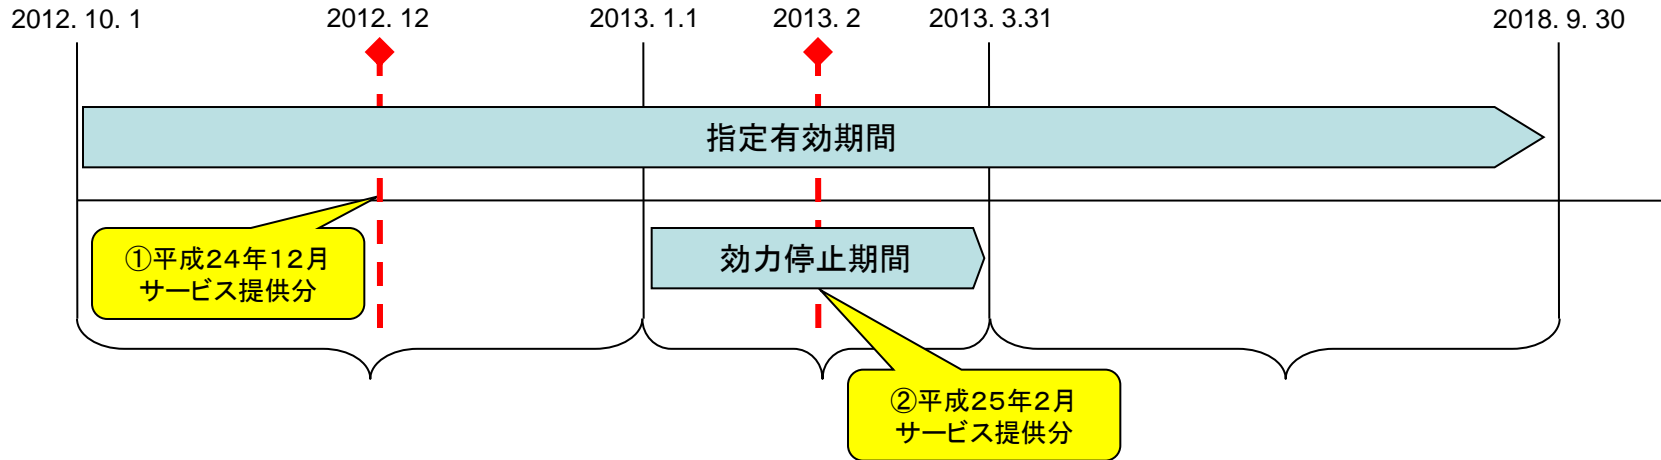 2012. 10. 1
2012. 12
2013. 1.1
2013. 2
2013. 3.31
2018. 9. 30
指定有効期間
①平成24年12月
サービス提供分
効力停止期間
②平成25年2月
サービス提供分